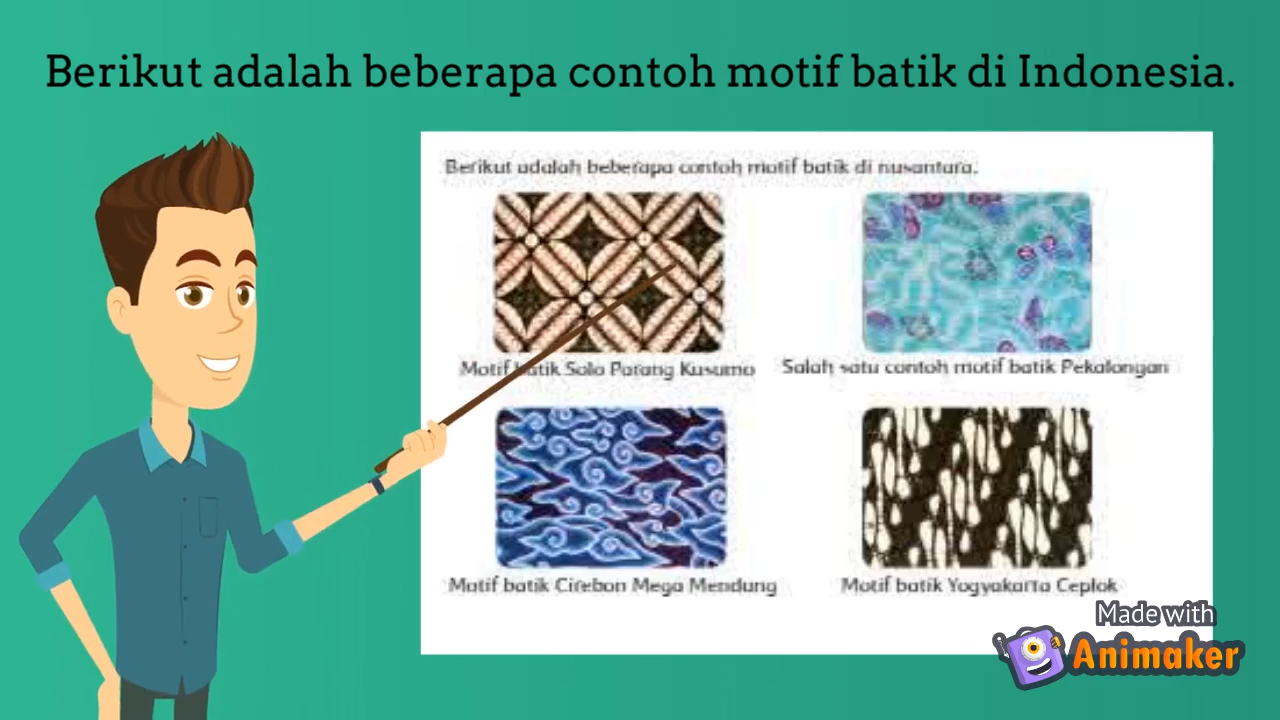 Berikut adalah beberapa contoh motif batik di Indonesia.
Berikut adalah beberapa contoh motif batik di nusantara.
Motif batik Solo Parang Kusumo
Salah satu contoh motif batik Pekalongan
Motif batik Cirebon Mega Mendung
Motif batik Yogyakarta Ceplok
Made with
Animaker